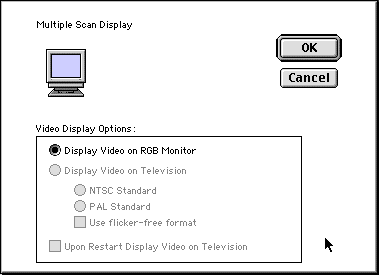 Multiple Scan Display
OK
Cancel
Video Display Options:
Display Video on RGB Monitor
Display Video on Television
NTSC Standard
PAL Standard
Use flicker-free format
Upon Restart Display Video on Television